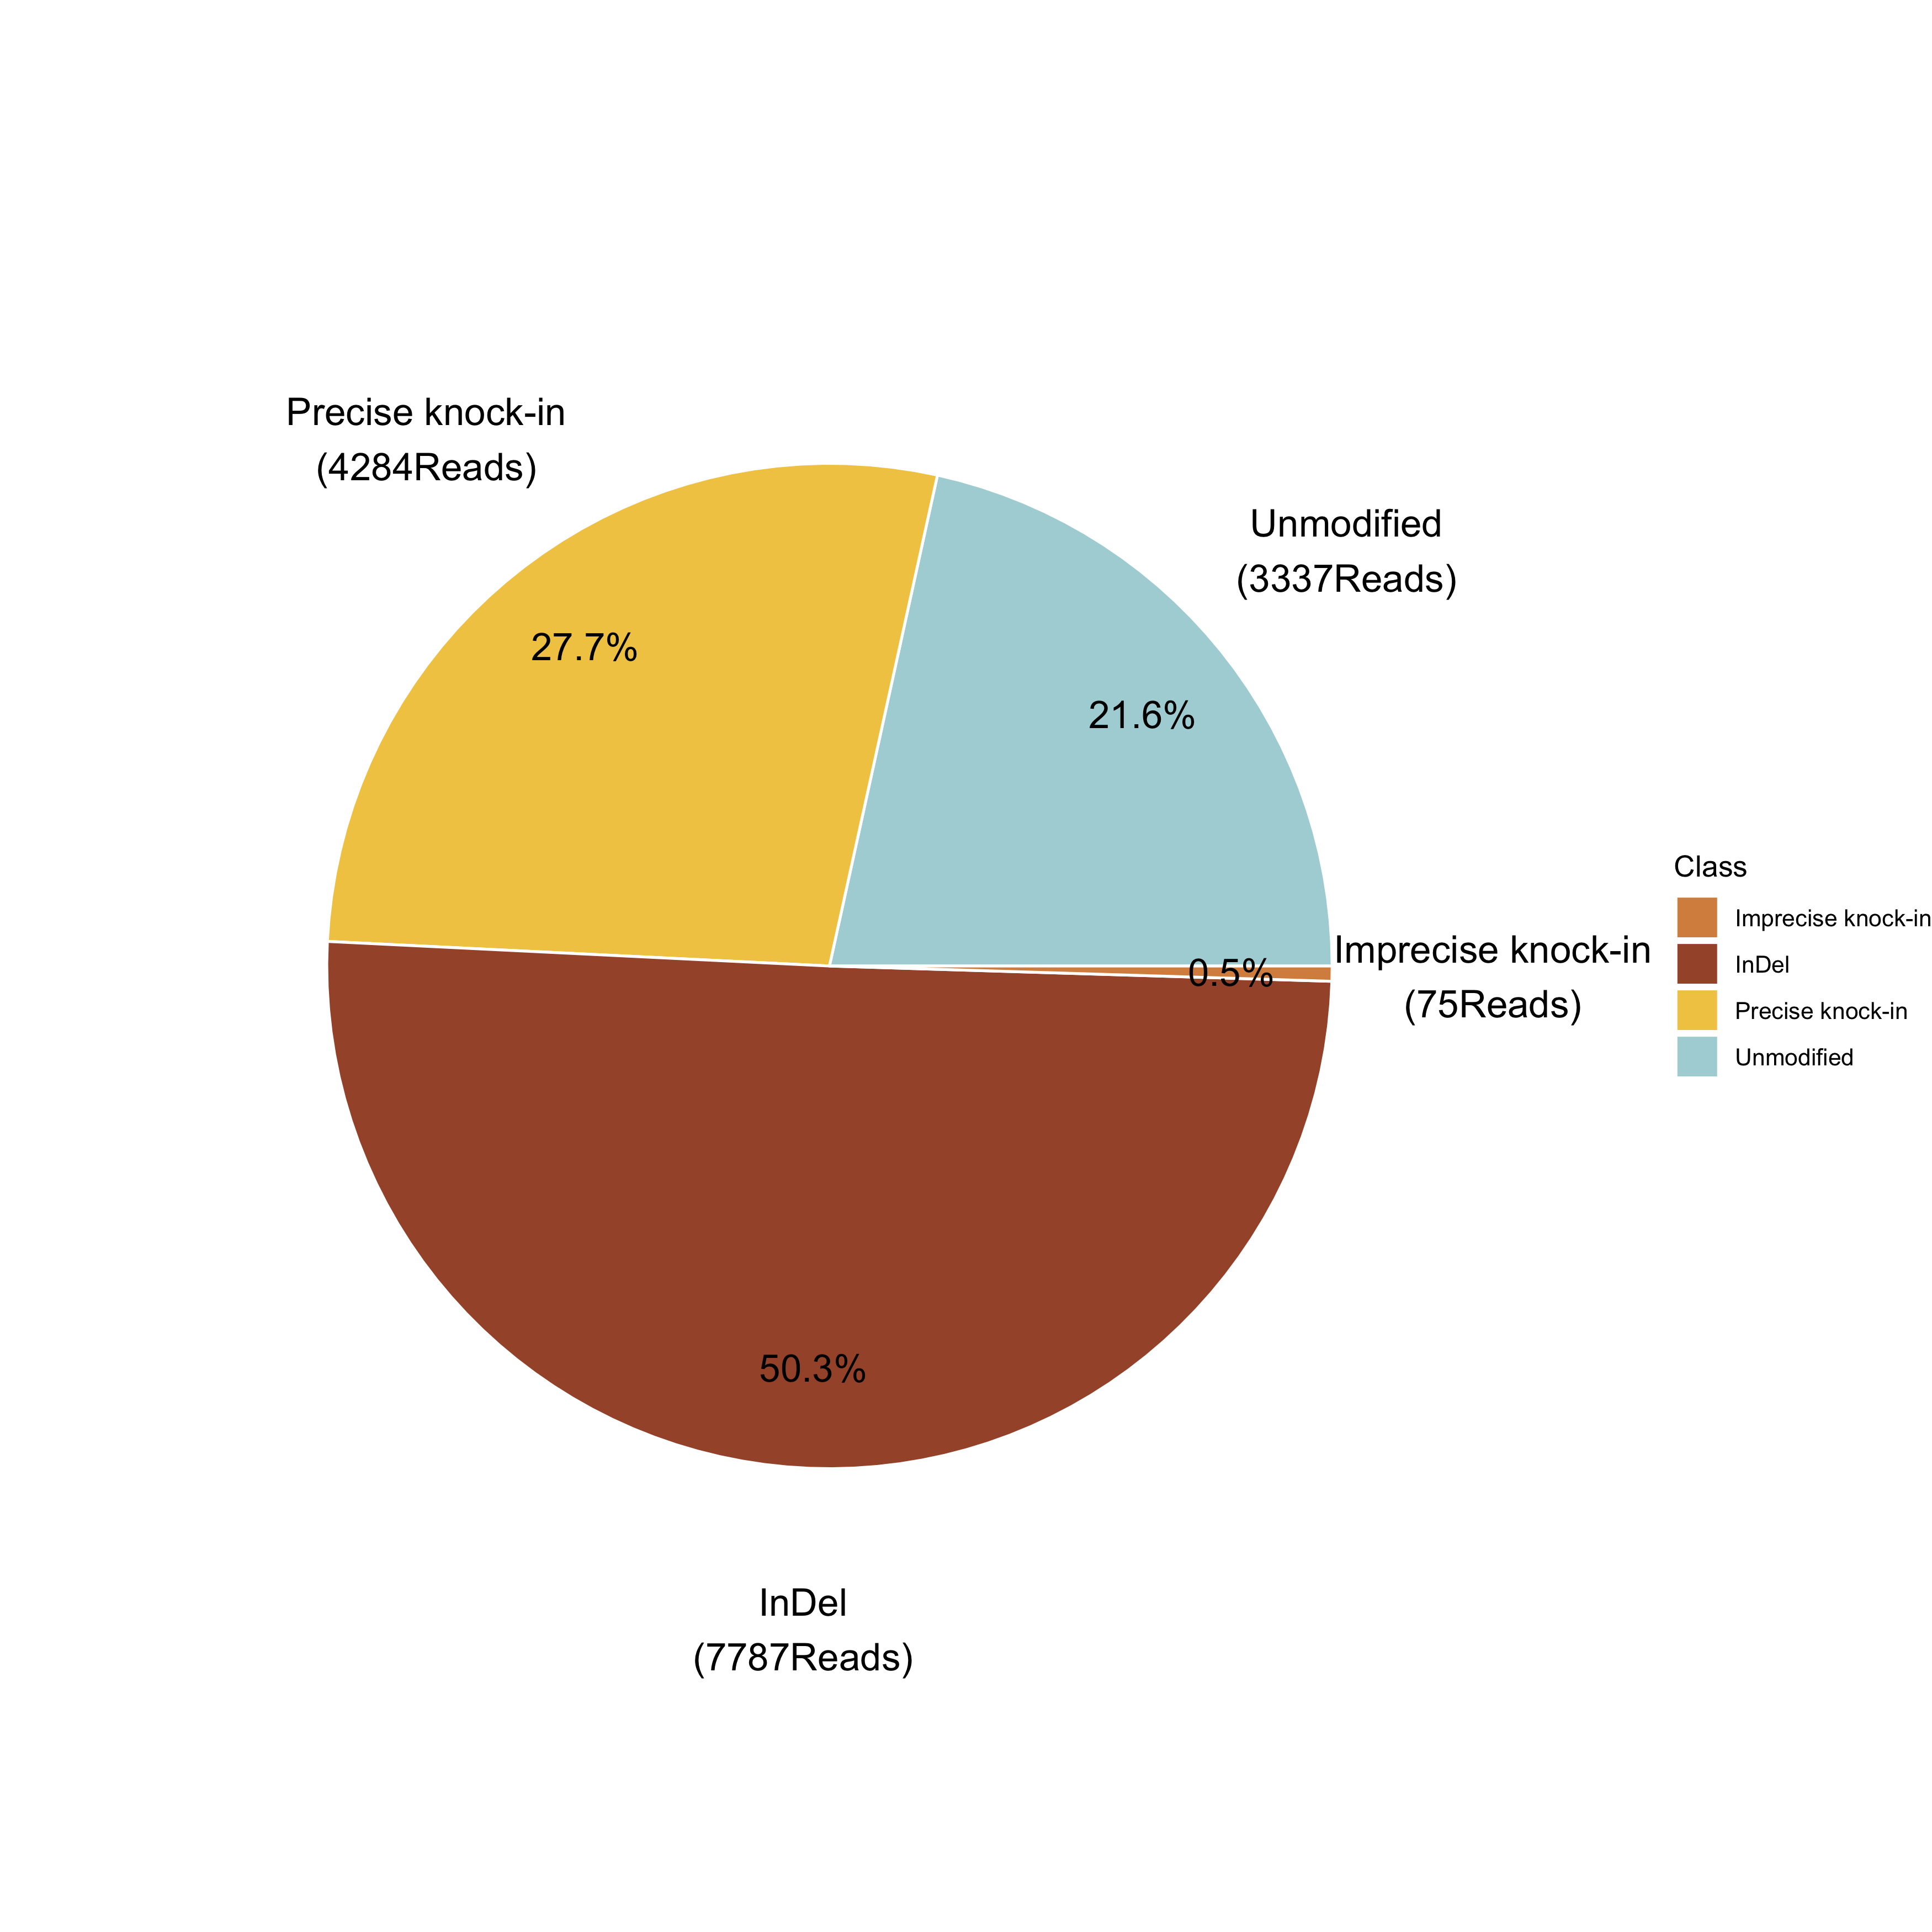 Precise knock-in
(4284Reads)
Unmodified
(3337Reads)
27.7%
21.6%
Class
Imprecise knock-in
InDel
Precise knock-in
Unmodified
Imprecise knock-in
(75Reads)
0.5%
50.3%
InDel
(7787Reads)